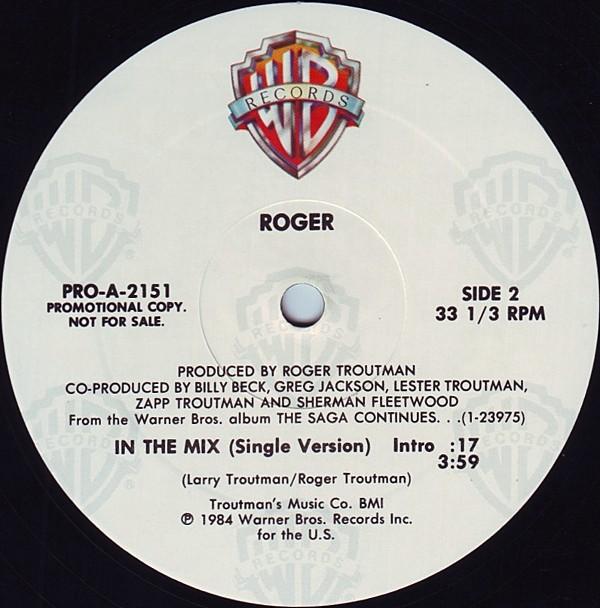 RECORDS
ROGER
PRO-A-2151
PROMOTIONAL COPY.
NOT FOR SALE.
SIDE 2
33 1/3 RPM
PRODUCED BY ROGER TROUTMAN
CO-PRODUCED BY BILLY BECK, GREG JACKSON, LESTER TROUTMAN,
ZAPP TROUTMAN AND SHERMAN FLEETWOOD
From the Warner Bros. album THE SAGA CONTINUES. . .(1-23975)
IN THE MIX (Single Version) Intro :17
3:59
(Larry Troutman/Roger Troutman)
Troutman's Music Co. BMI
℗ 1984 Warner Bros. Records Inc.
for the U.S.